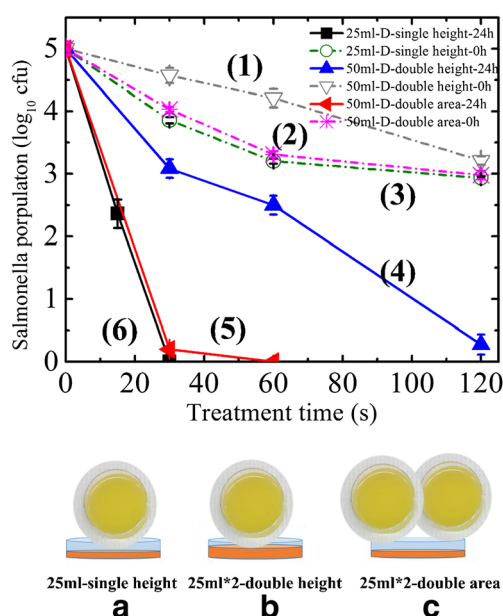 Salmonella porpulaton (log10 cfu)
5
4
3
2
1
0
0
20
40
60
80
100
120
Treatment time (s)
25ml-D-single height-24h
25ml-D-single height-0h
50ml-D-double height-24h
50ml-D-double height-0h
50ml-D-double area-24h
50ml-D-double area-0h
(1)
(2)
(3)
(4)
(5)
(6)
25ml-single height
25ml*2-double height
25ml*2-double area
a
b
c